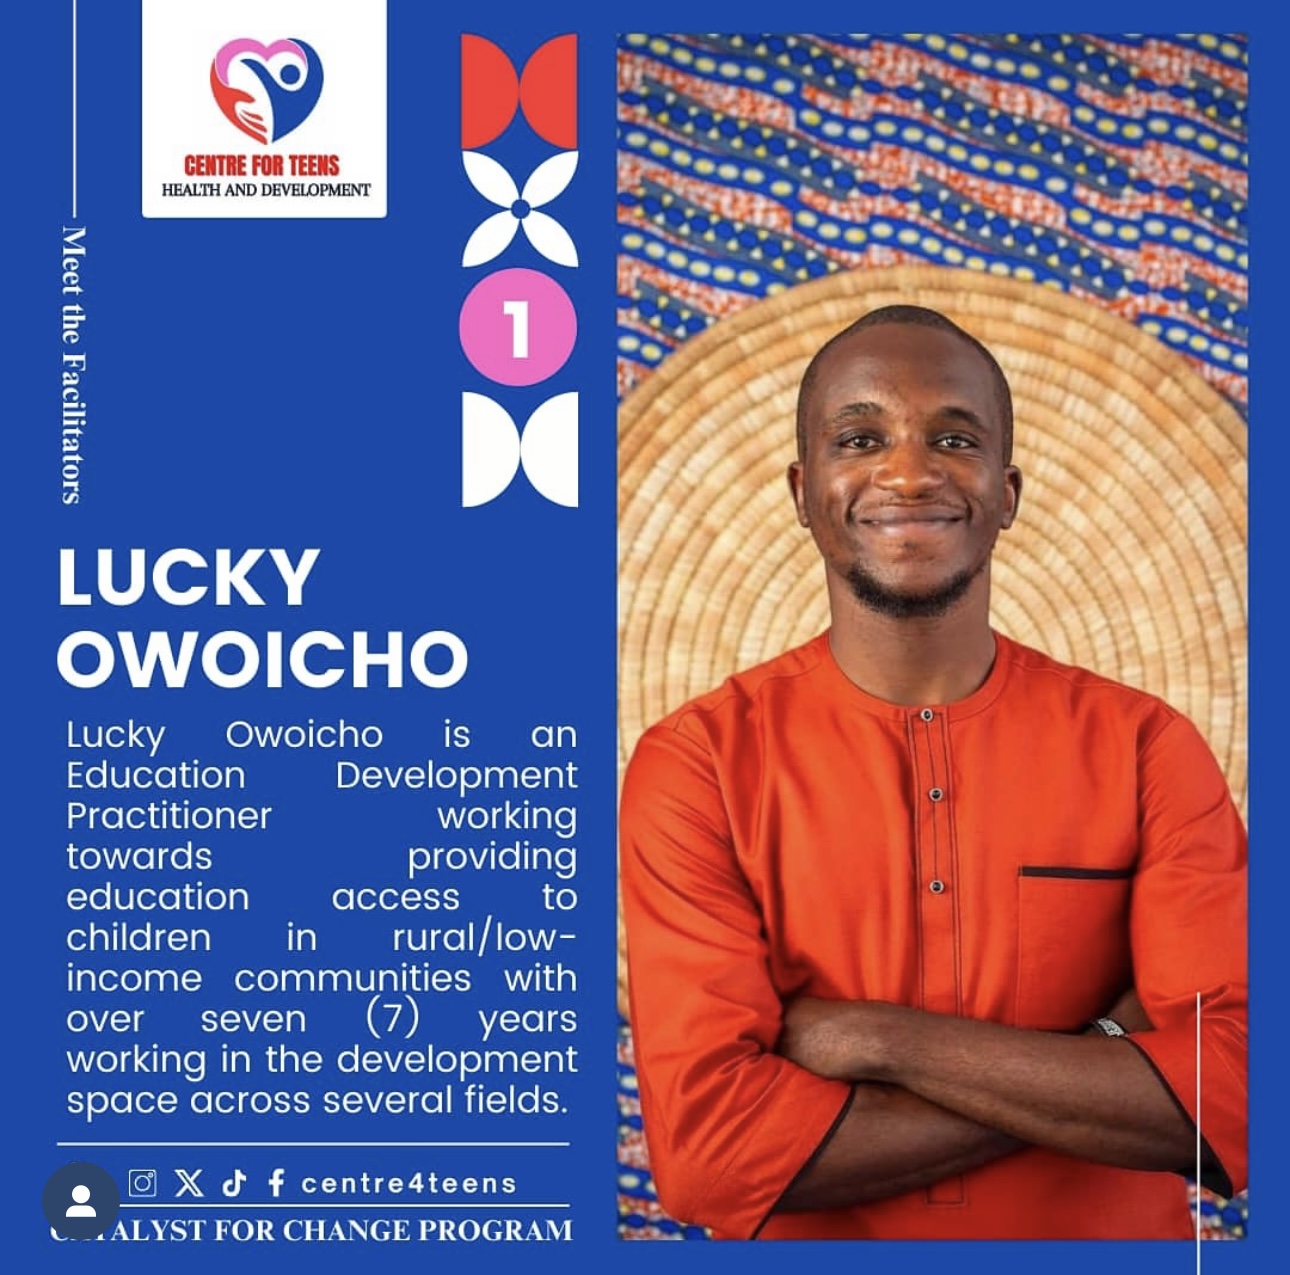 CENTRE FOR TEENS
HEALTH AND DEVELOPMENT
Meet the Facilitators
1
LUCKY
OWOICHO
Lucky Owoicho is an
Education Development
Practitioner working
towards providing
education access to
children in rural/low-
income communities with
over seven (7) years
working in the development
space across several fields.
centre4teens
FOR CHANGE PROGRAM